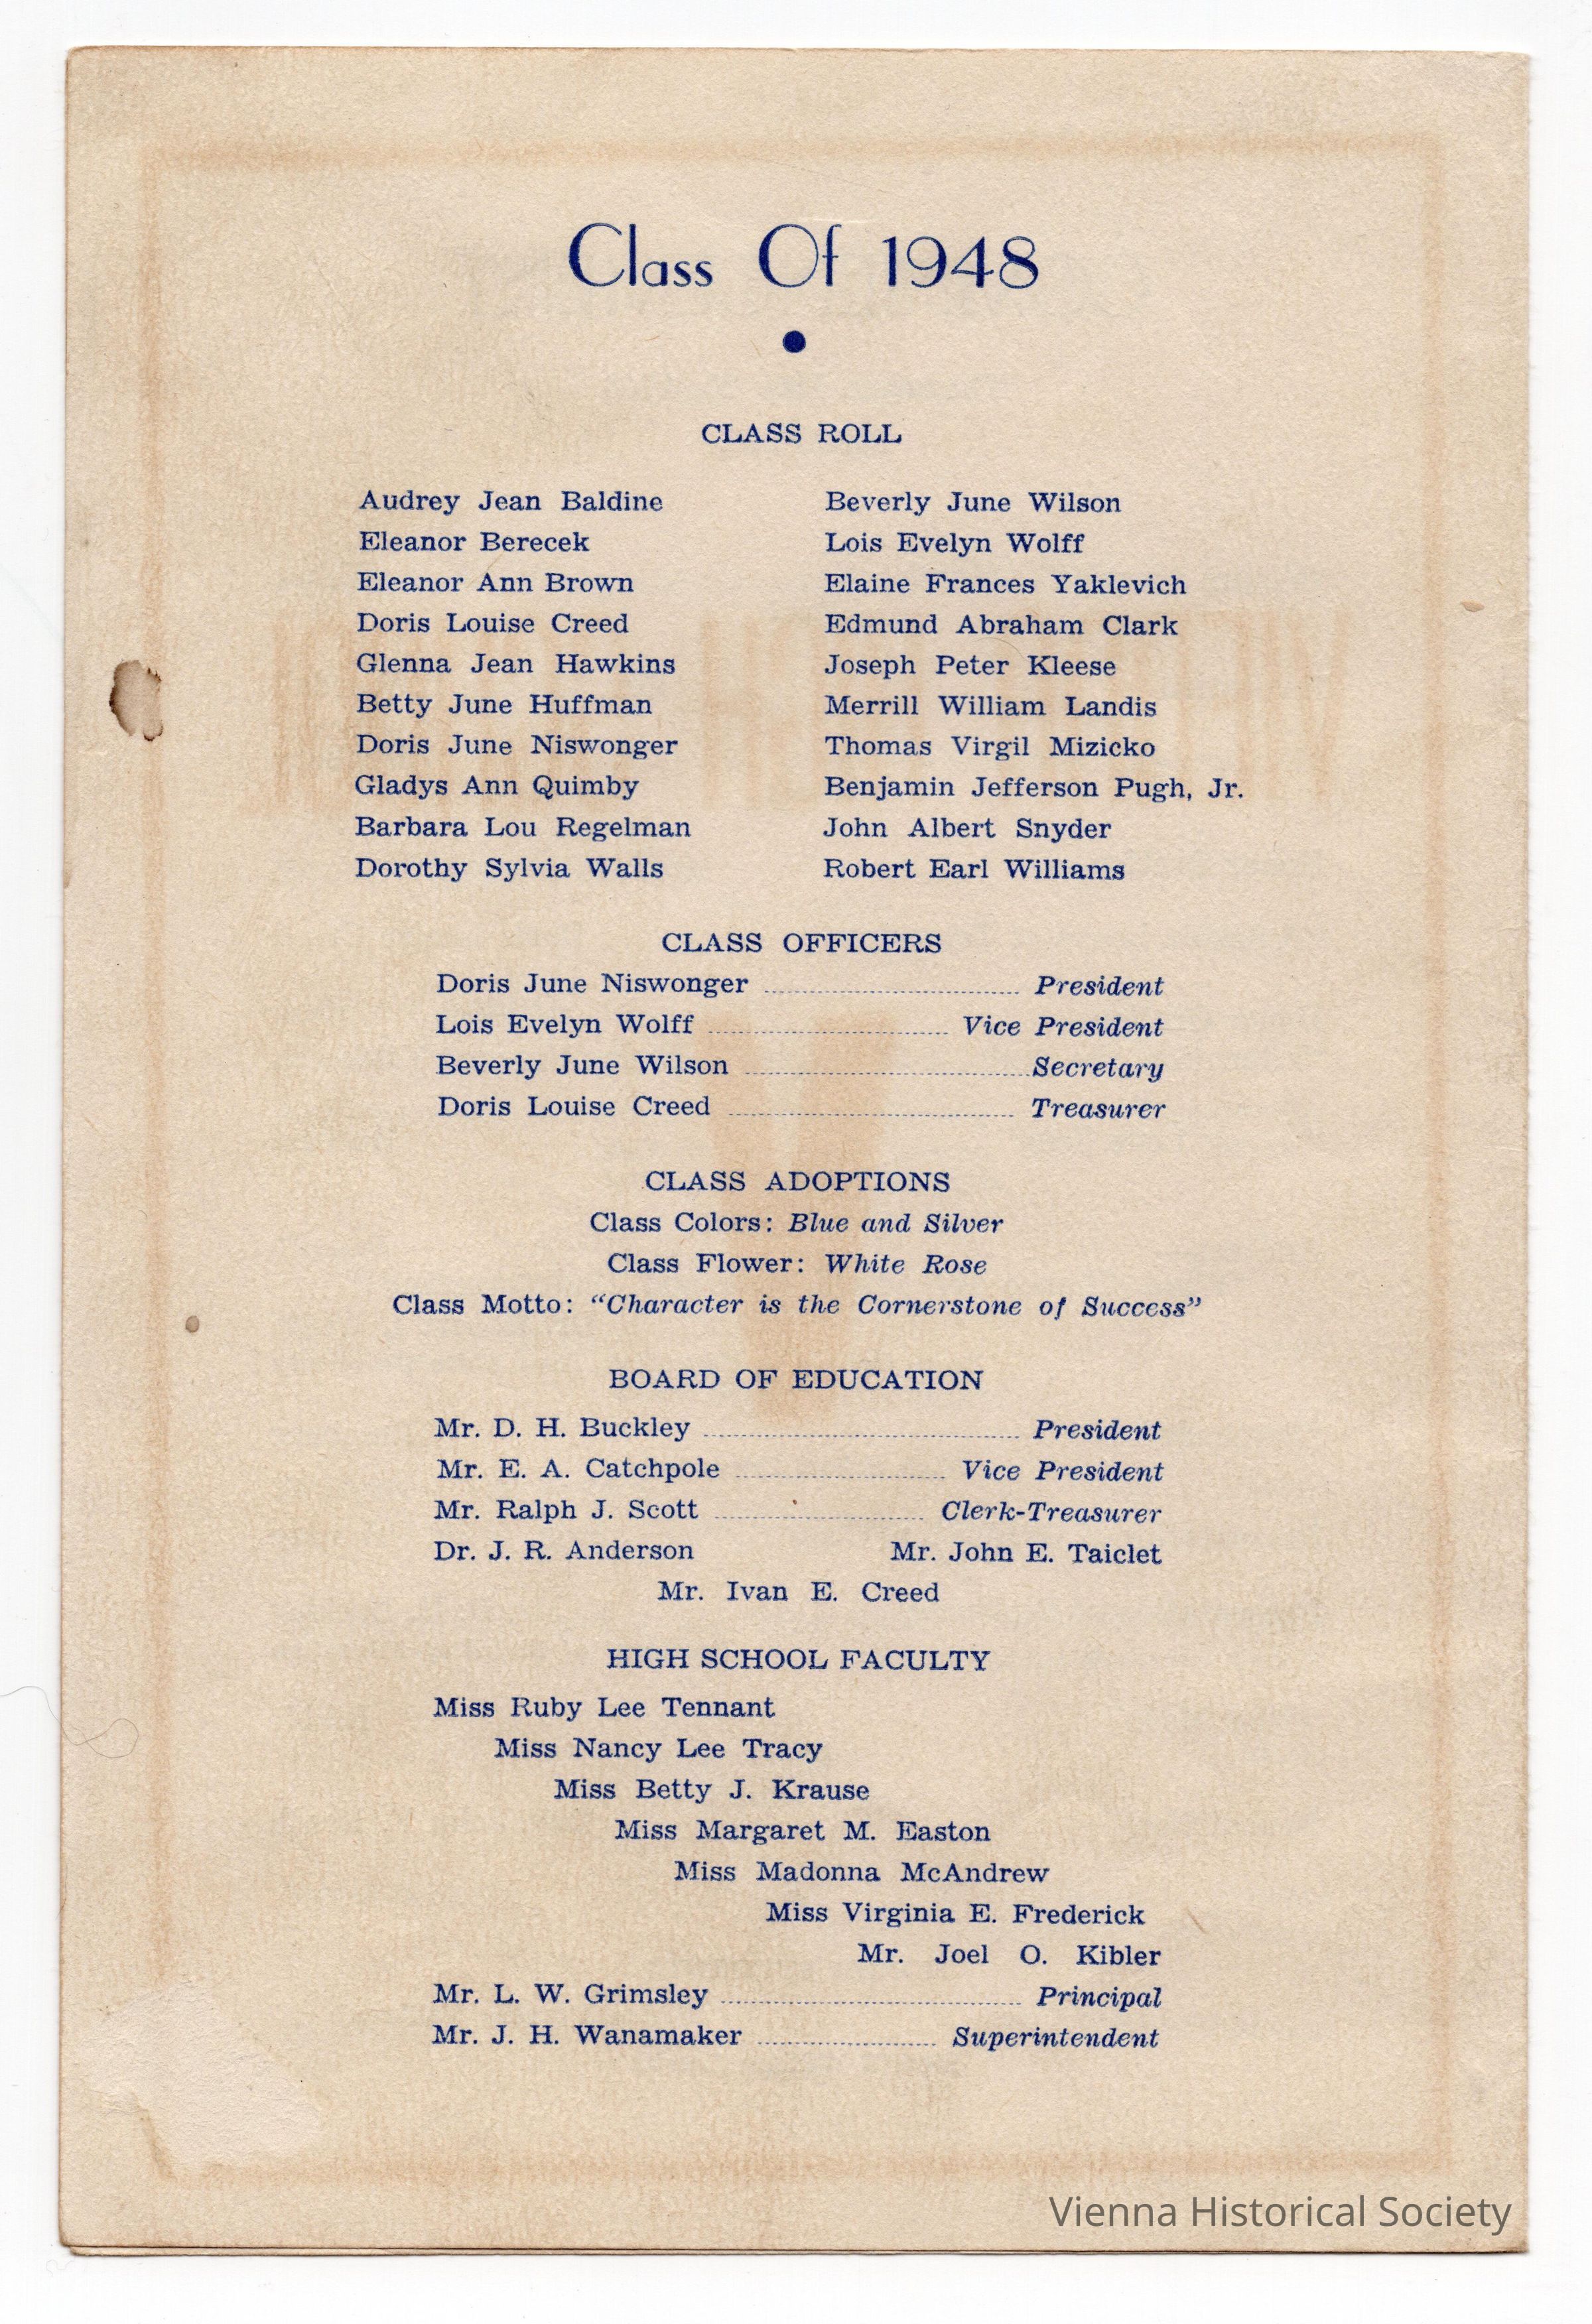 Class Of 1948
CLASS ROLL
Audrey Jean Baldine
Eleanor Berecek
Eleanor Ann Brown
Doris Louise Creed
Glenna Jean Hawkins
Betty June Huffman
Doris June Niswonger
Gladys Ann Quimby
Barbara Lou Regelman
Dorothy Sylvia Walls
Beverly June Wilson
Lois Evelyn Wolff
Elaine Frances Yaklevich
Edmund Abraham Clark
Joseph Peter Kleese
Merrill William Landis
Thomas Virgil Mizicko
Benjamin Jefferson Pugh, Jr.
John Albert Snyder
Robert Earl Williams
CLASS OFFICERS
Doris June Niswonger ........ President
Lois Evelyn Wolff ........ Vice President
Beverly June Wilson ........ Secretary
Doris Louise Creed ........ Treasurer
CLASS ADOPTIONS
Class Colors: Blue and Silver
Class Flower: White Rose
Class Motto: “Character is the Cornerstone of Success”
BOARD OF EDUCATION
Mr. D. H. Buckley ........ President
Mr. E. A. Catchpole ........ Vice President
Mr. Ralph J. Scott ........ Clerk-Treasurer
Dr. J. R. Anderson Mr. John E. Taiclet
Mr. Ivan E. Creed
HIGH SCHOOL FACULTY
Miss Ruby Lee Tennant
Miss Nancy Lee Tracy
Miss Betty J. Krause
Miss Margaret M. Easton
Miss Madonna McAndrew
Miss Virginia E. Frederick
Mr. Joel O. Kibler
Mr. L. W. Grimsley ........ Principal
Mr. J. H. Wanamaker ........ Superintendent
Vienna Historical Society